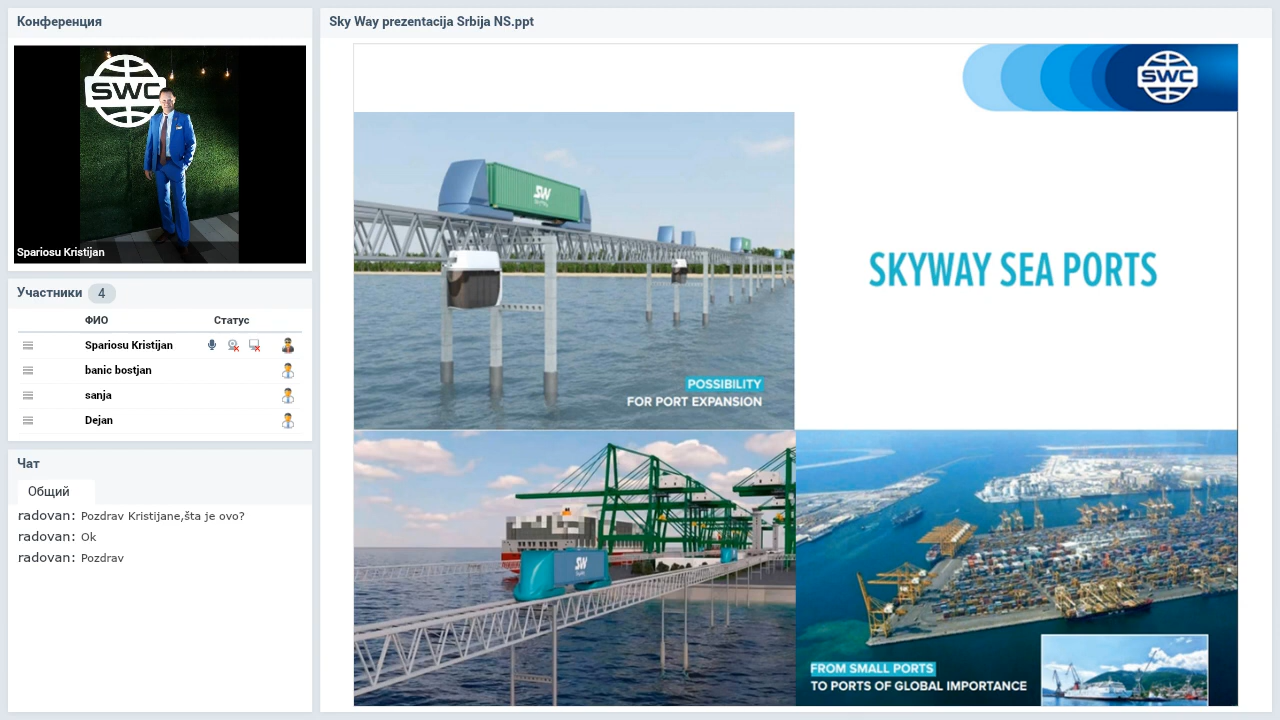 Конференция
SWC
Spariosu Kristijan
Участники 4
ФИО Статус
Spariosu Kristijan
banic bostjan
sanja
Dejan
Чат
Общий
radovan: Pozdrav Kristijane,šta je ovo?
radovan: Ok
radovan: Pozdrav
Sky Way prezentacija Srbija NS.ppt
SWC
SW
SKYWAY SEA PORTS
POSSIBILITY
FOR PORT EXPANSION
SW
FROM SMALL PORTS
TO PORTS OF GLOBAL IMPORTANCE